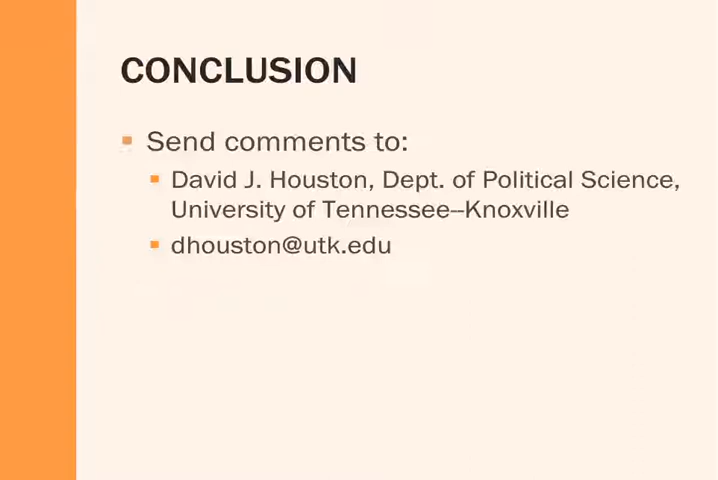 CONCLUSION
Send comments to:
David J. Houston, Dept. of Political Science,
University of Tennessee--Knoxville
dhouston@utk.edu